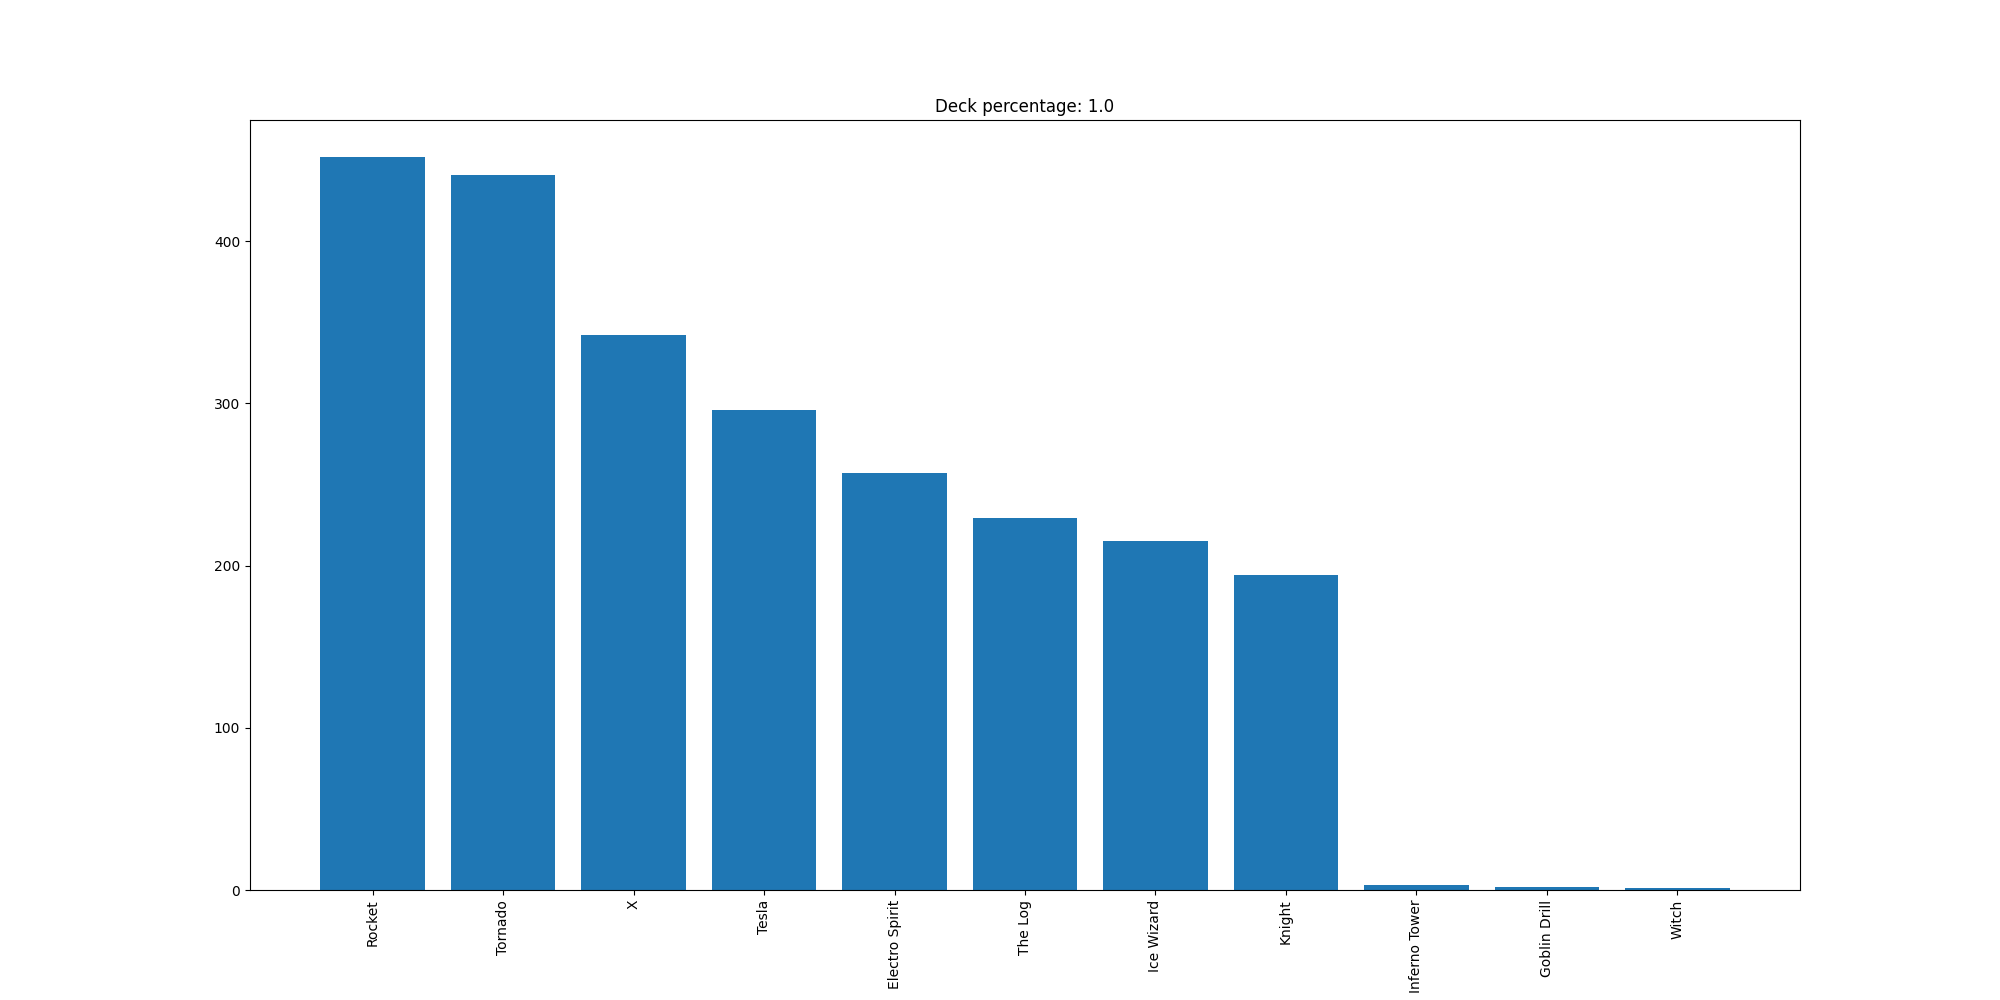 Deck percentage: 1.0
400
300
200
100
0
Rocket
Tornado
X
Tesla
Electro Spirit
The Log
Ice Wizard
Knight
Inferno Tower
Goblin Drill
Witch